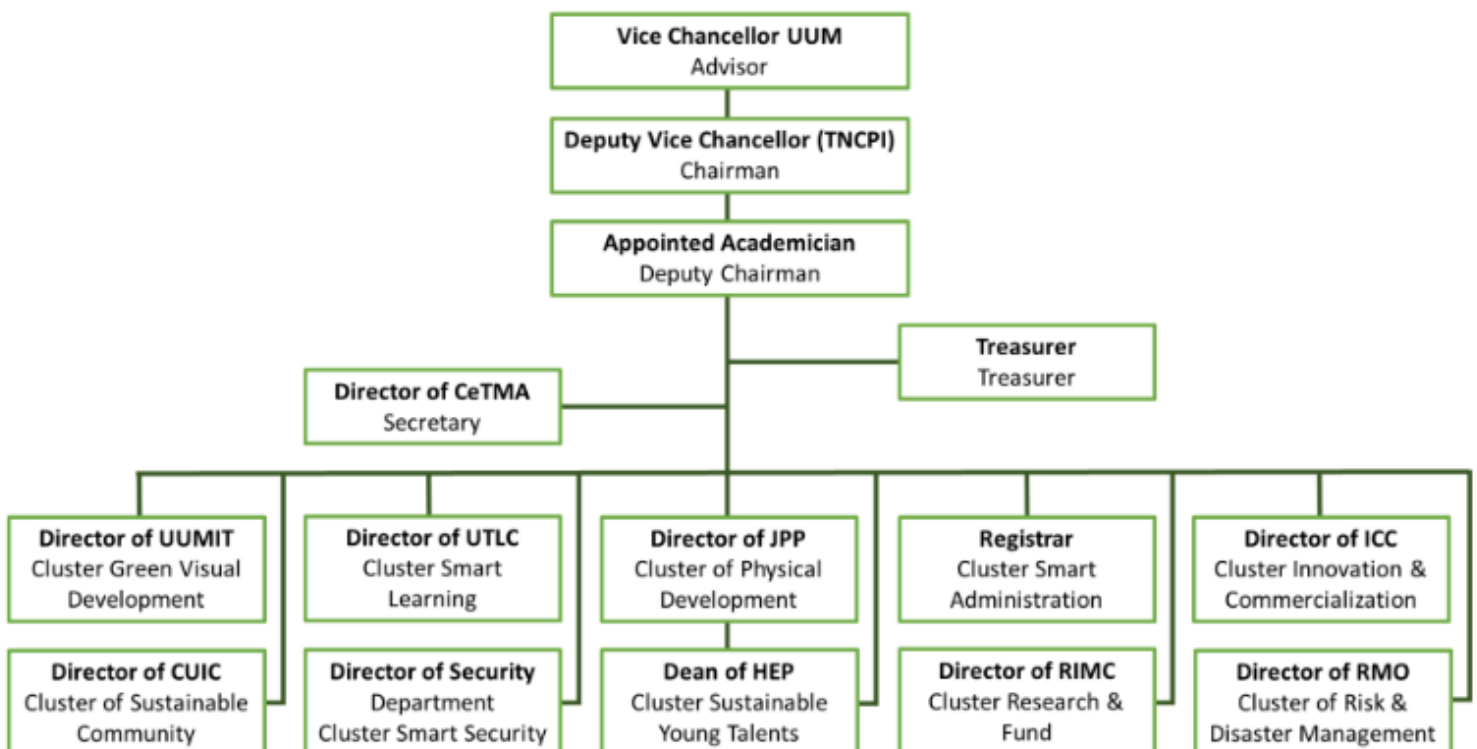 Vice Chancellor UUM
Advisor
Deputy Vice Chancellor (TNCPI)
Chairman
Appointed Academician
Deputy Chairman
Treasurer
Treasurer
Director of CeTMA
Secretary
Director of UUMIT
Cluster Green Visual
Development
Director of UTLC
Cluster Smart
Learning
Director of JPP
Cluster of Physical
Development
Registrar
Cluster Smart
Administration
Director of ICC
Cluster Innovation &
Commercialization
Director of CUIC
Cluster of Sustainable
Community
Director of Security
Department
Cluster Smart Security
Dean of HEP
Cluster Sustainable
Young Talents
Director of RIMC
Cluster Research &
Fund
Director of RMO
Cluster of Risk &
Disaster Management